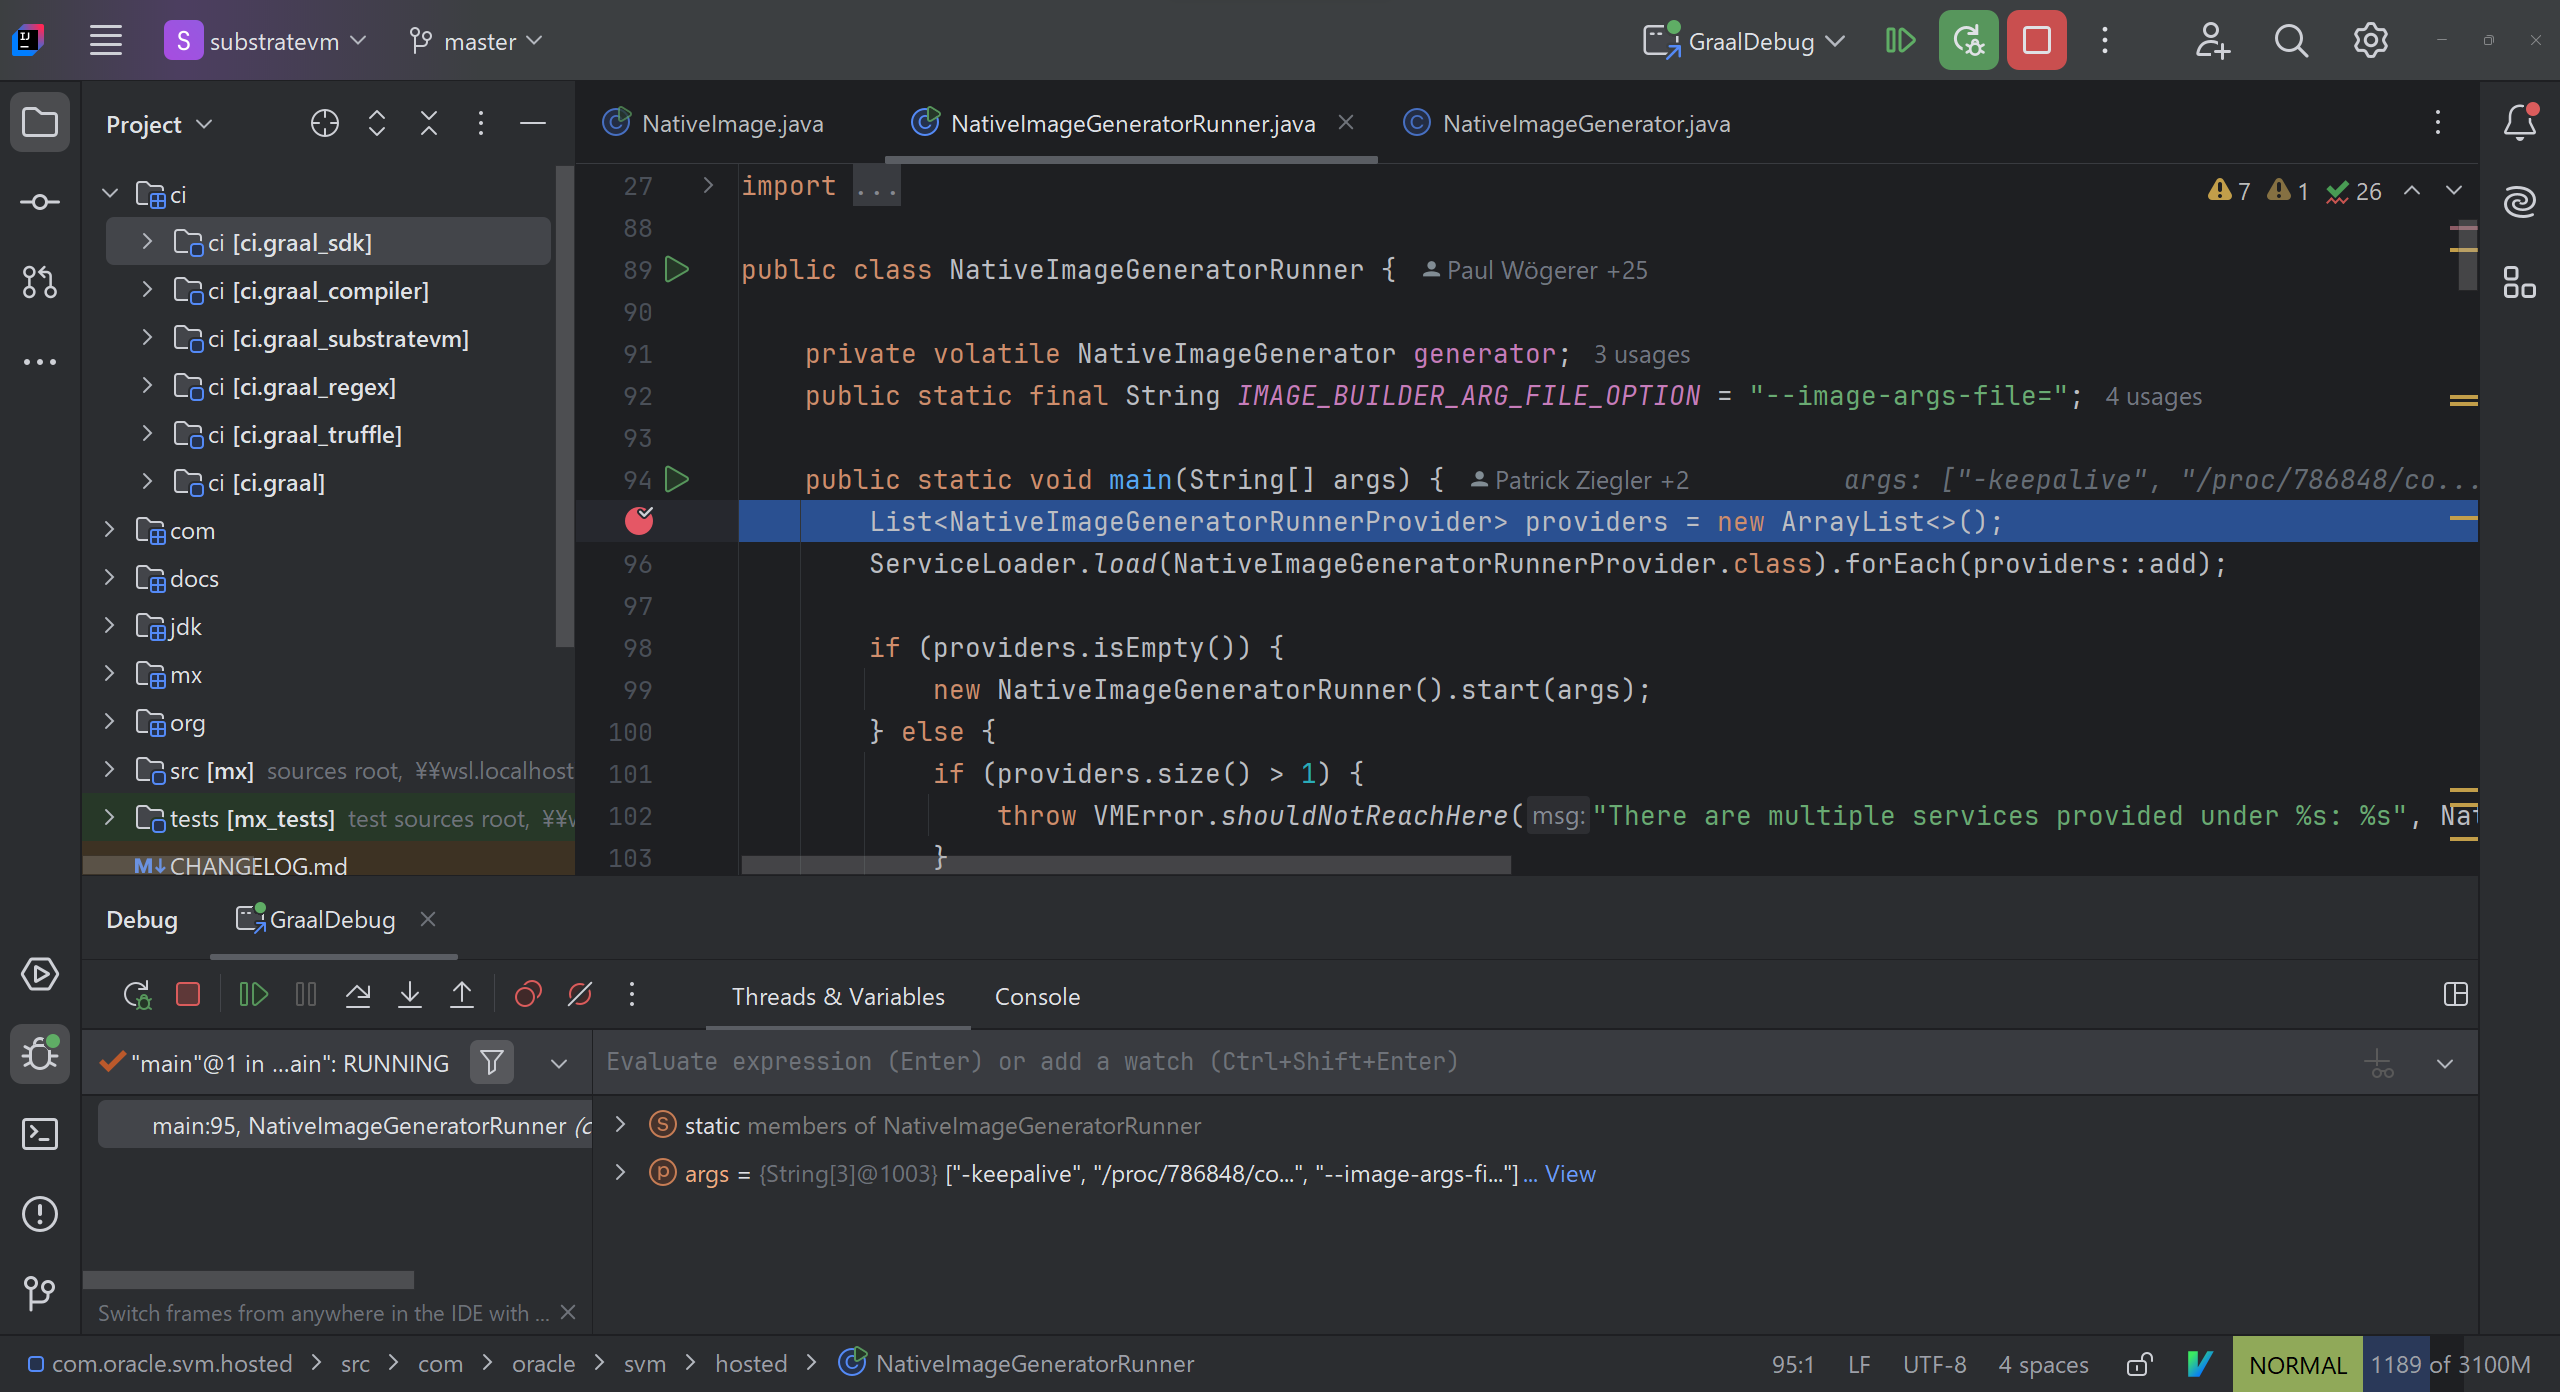 S substratevm master GraalDebug
Project
NativeImage.java NativeImageGeneratorRunner.java NativeImageGenerator.java
ci
ci [ci.graal_sdk]
ci [ci.graal_compiler]
ci [ci.graal_substratevm]
ci [ci.graal_regex]
ci [ci.graal_truffle]
ci [ci.graal]
com
docs
jdk
mx
org
src [mx] sources root, ¥¥wsl.localhost
tests [mx_tests] test sources root, ¥¥w
M↓ CHANGELOG.md
7 1 26
27 import ...
88
89 public class NativeImageGeneratorRunner { Paul Wögerer +25
90
91 private volatile NativeImageGenerator generator; 3 usages
92 public static final String IMAGE_BUILDER_ARG_FILE_OPTION = "--image-args-file="; 4 usages
93
94 public static void main(String[] args) { Patrick Ziegler +2 args: ["-keepalive", "/proc/786848/co...
List<NativeImageGeneratorRunnerProvider> providers = new ArrayList<>();
96 ServiceLoader.load(NativeImageGeneratorRunnerProvider.class).forEach(providers::add);
97
98 if (providers.isEmpty()) {
99 new NativeImageGeneratorRunner().start(args);
100 } else {
101 if (providers.size() > 1) {
102 throw VMError.shouldNotReachHere( msg: "There are multiple services provided under %s: %s", Nat
103 }
Debug GraalDebug
Threads & Variables Console
"main"@1 in ...ain": RUNNING
Evaluate expression (Enter) or add a watch (Ctrl+Shift+Enter)
main:95, NativeImageGeneratorRunner (c
static members of NativeImageGeneratorRunner
args = {String[3]@1003} ["-keepalive", "/proc/786848/co...", "--image-args-fi..."] ... View
Switch frames from anywhere in the IDE with ...
com.oracle.svm.hosted > src > com > oracle > svm > hosted > NativeImageGeneratorRunner
95:1 LF UTF-8 4 spaces NORMAL 1189 of 3100M